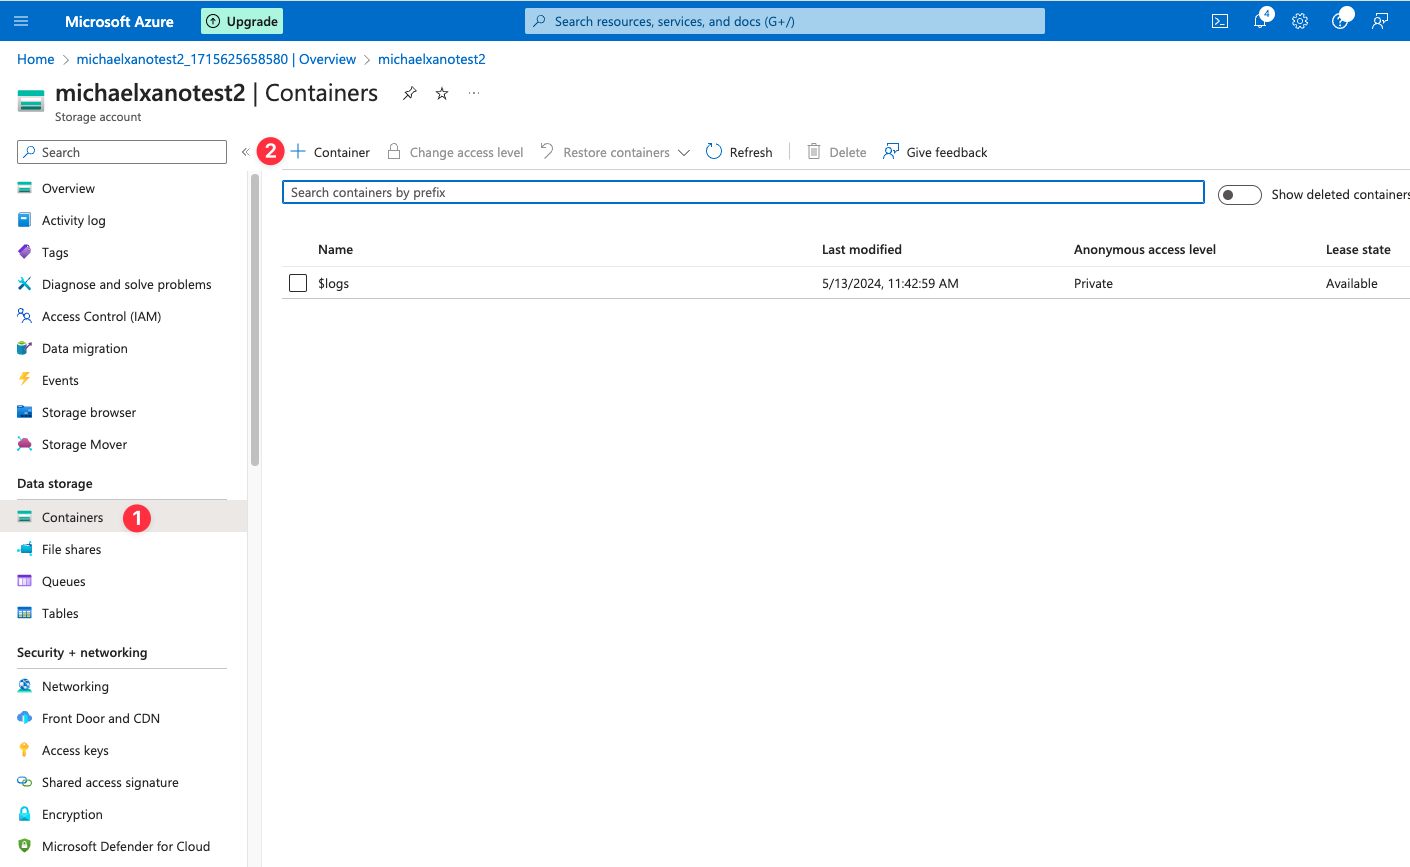 Microsoft Azure
Upgrade
Search resources, services, and docs (G+/)
4
Home > michaelxanotest2_1715625658580 | Overview > michaelxanotest2
michaelxanotest2 | Containers
Storage account
Search
«
2
+ Container
Change access level
Restore containers
Refresh
Delete
Give feedback
Overview
Activity log
Tags
Diagnose and solve problems
Access Control (IAM)
Data migration
Events
Storage browser
Storage Mover
Data storage
Containers
1
File shares
Queues
Tables
Security + networking
Networking
Front Door and CDN
Access keys
Shared access signature
Encryption
Microsoft Defender for Cloud
Search containers by prefix
Show deleted containers
Name Last modified Anonymous access level Lease state
$logs 5/13/2024, 11:42:59 AM Private Available